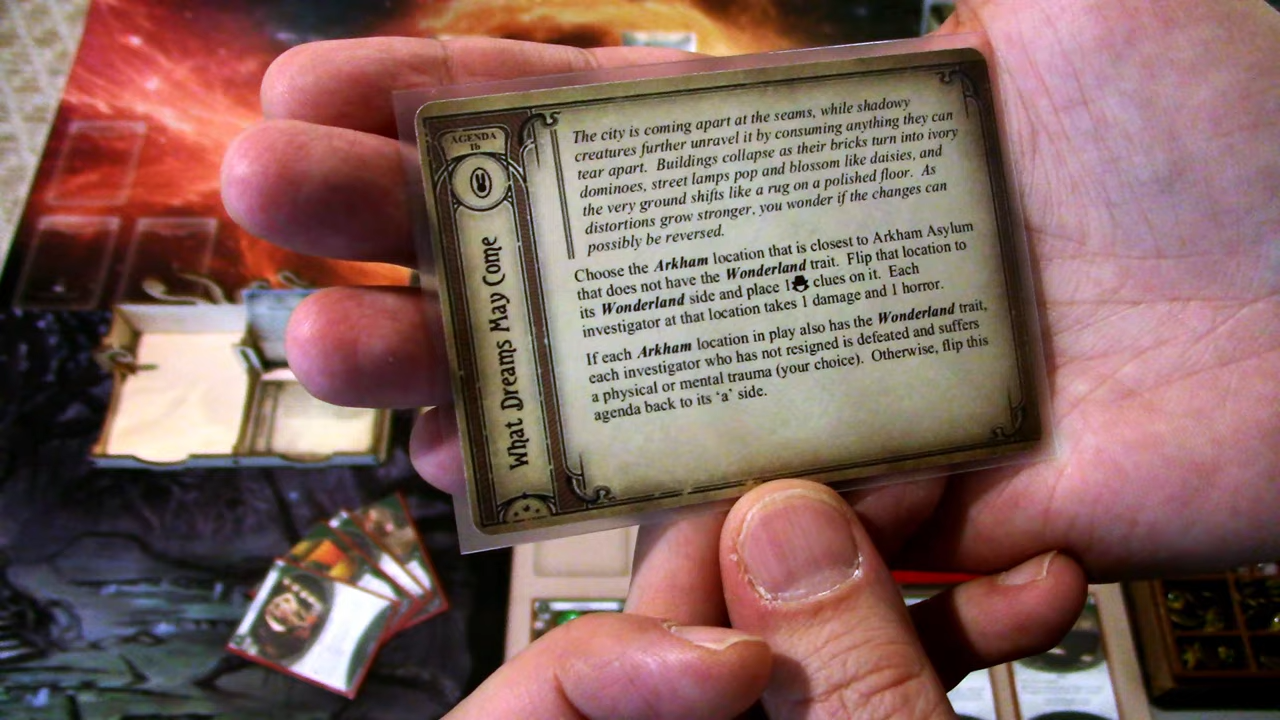 AGENDA
1b
What Dreams May Come
The city is coming apart at the seams, while shadowy
creatures further unravel it by consuming anything they can
tear apart. Buildings collapse as their bricks turn into ivory
dominoes, street lamps pop and blossom like daisies, and
the very ground shifts like a rug on a polished floor. As
distortions grow stronger, you wonder if the changes can
possibly be reversed.
Choose the Arkham location that is closest to Arkham Asylum
that does not have the Wonderland trait. Flip that location to
its Wonderland side and place 1 clues on it. Each
investigator at that location takes 1 damage and 1 horror.
If each Arkham location in play also has the Wonderland trait,
each investigator who has not resigned is defeated and suffers
a physical or mental trauma (your choice). Otherwise, flip this
agenda back to its 'a' side.